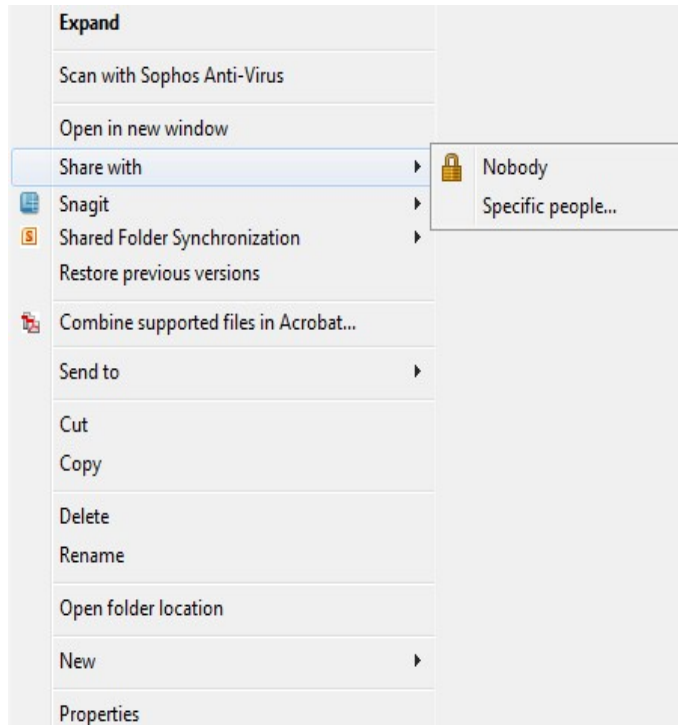 Expand
Scan with Sophos Anti-Virus
Open in new window
Share with
Nobody
Specific people...
Snagit
Shared Folder Synchronization
Restore previous versions
Combine supported files in Acrobat...
Send to
Cut
Copy
Delete
Rename
Open folder location
New
Properties